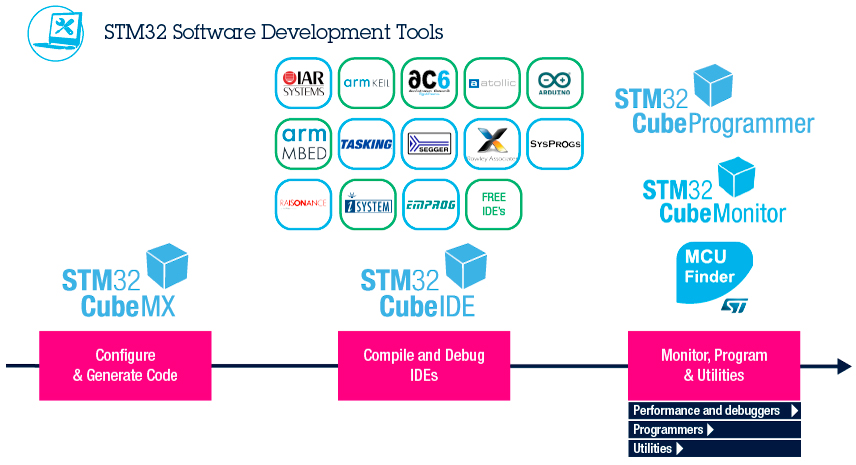 STM32 Software Development Tools
IAR
SYSTEMS
arm KEIL
ac6
atollic
ARDUINO
arm
MBED
TASKING
SEGGER
Rowley Associates
SYSPROGS
RAISONANCE
iSYSTEM
EMPROG
FREE
IDE's
STM32
CubeProgrammer
STM32
CubeMonitor
MCU
Finder
ST
STM32
CubeMX
STM32
CubeIDE
Configure
& Generate Code
Compile and Debug
IDEs
Monitor, Program
& Utilities
Performance and debuggers
Programmers
Utilities